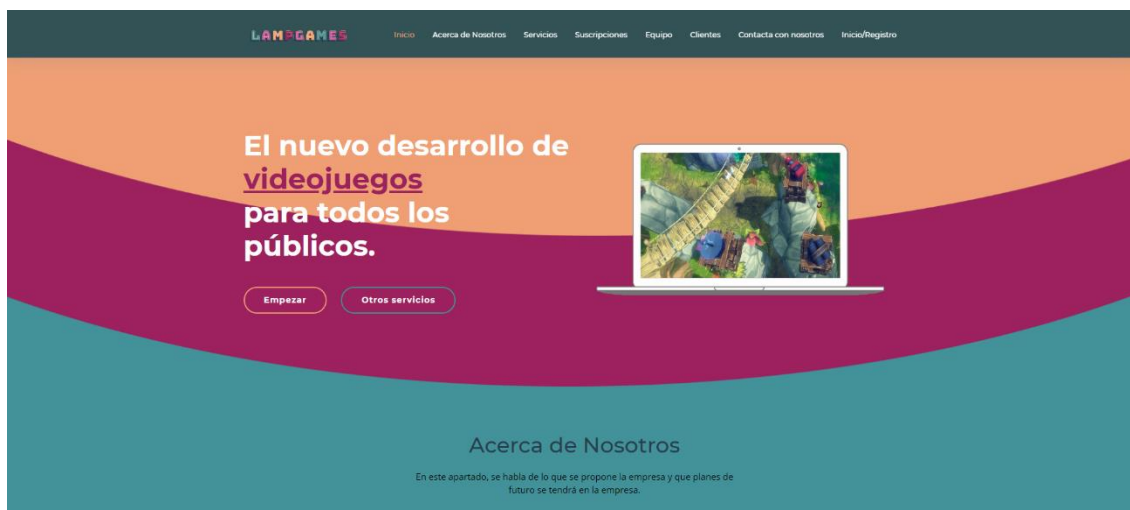 LAMPGAMES Inicio Acerca de Nosotros Servicios Suscripciones Equipo Clientes Contacta con nosotros Inicio/Registro
El nuevo desarrollo de
videojuegos
para todos los
públicos.
Empezar Otros servicios
Acerca de Nosotros
En este apartado, se habla de lo que se propone la empresa y que planes de
futuro se tendrá en la empresa.